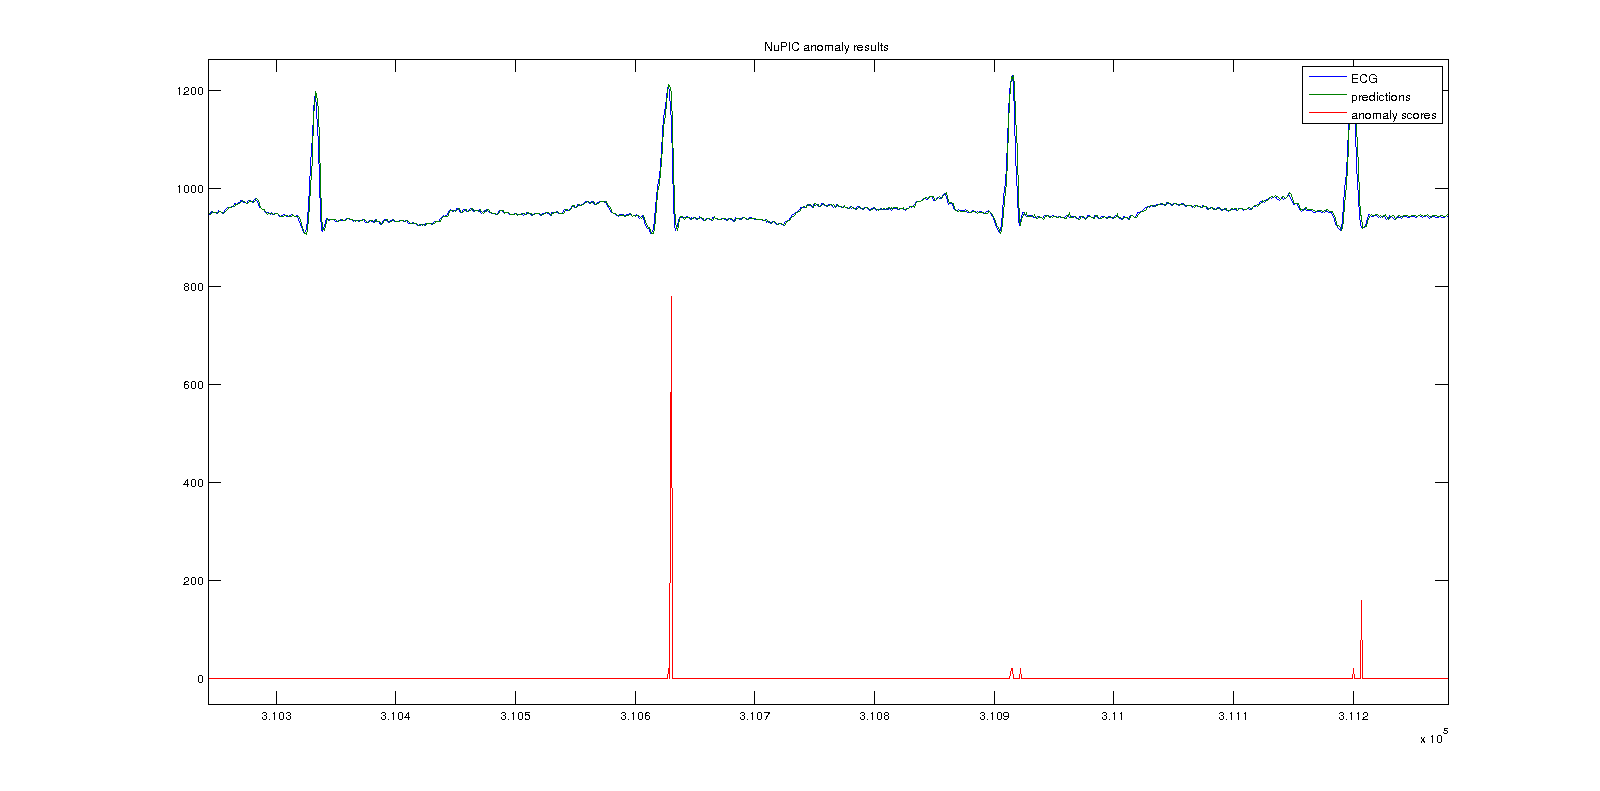 NuPIC anomaly results
ECG
predictions
anomaly scores
1200
1000
800
600
400
200
0
3.103 3.104 3.105 3.106 3.107 3.108 3.109 3.11 3.111 3.112
x 10^5